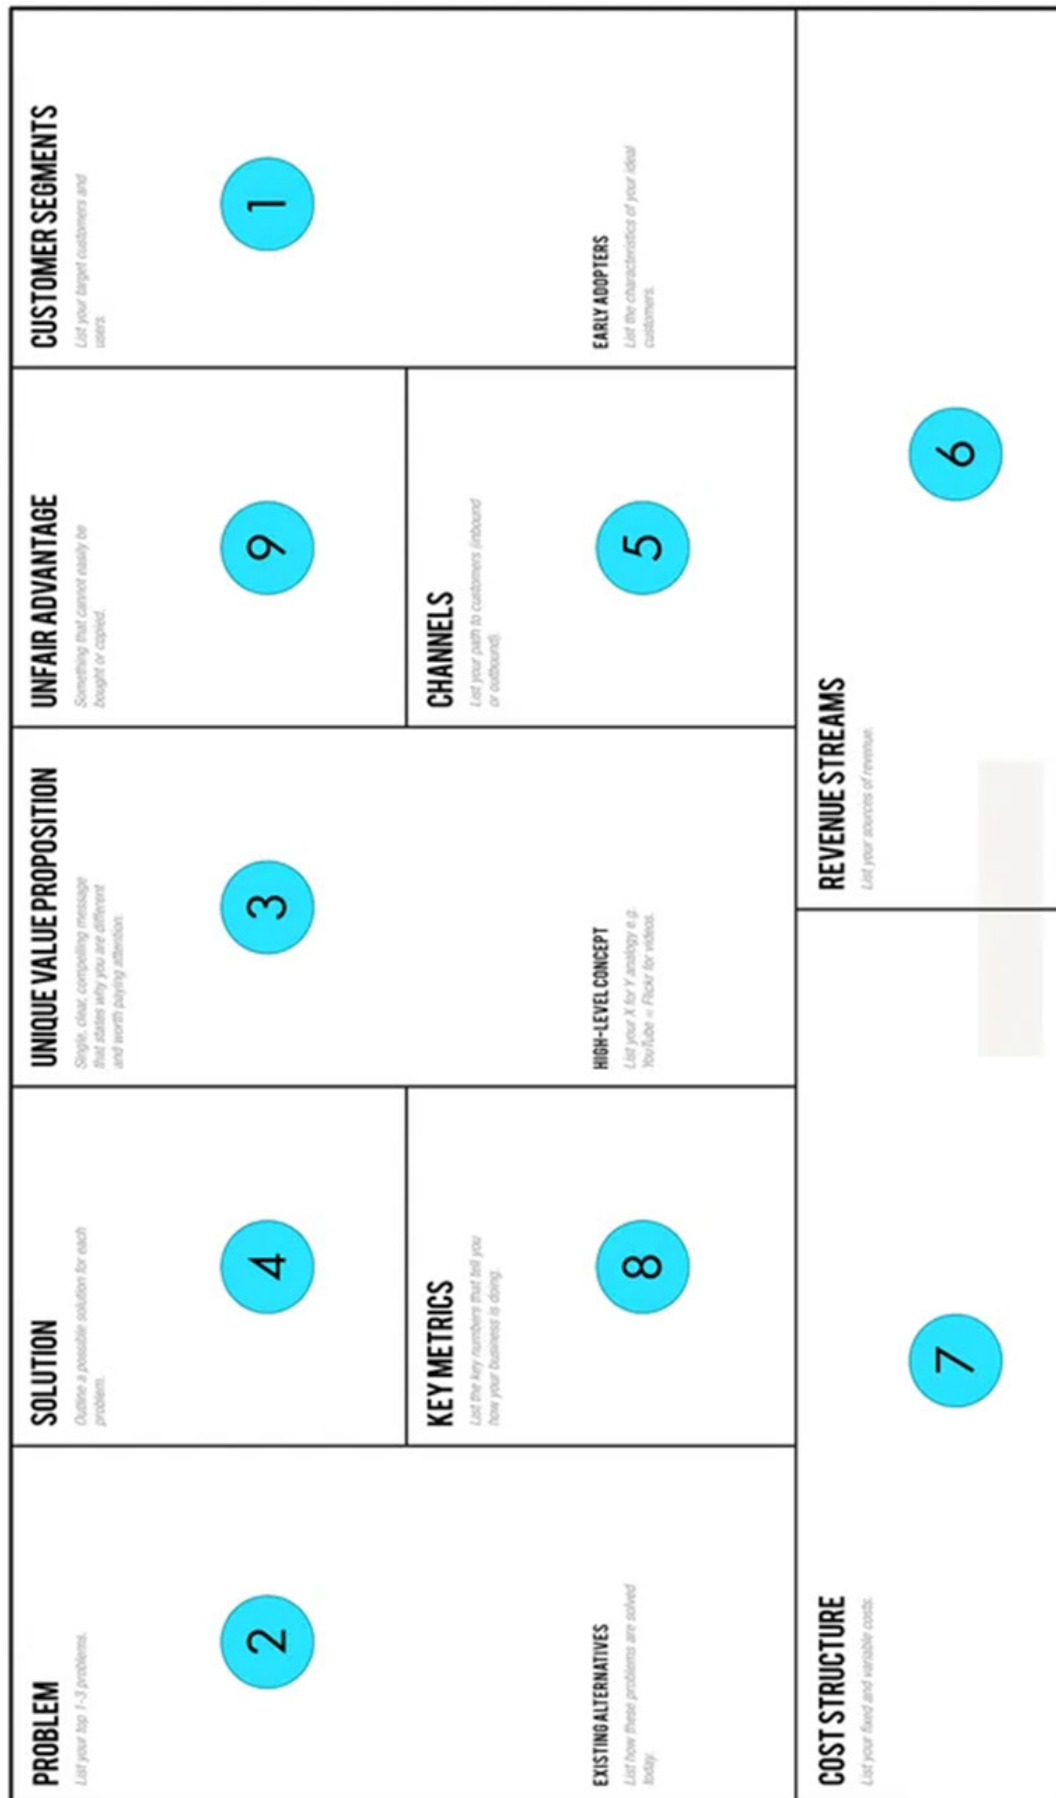 PROBLEM
List your top 1-3 problems.
2
EXISTING ALTERNATIVES
List how these problems are solved
today.
SOLUTION
Outline a possible solution for each
problem.
4
KEY METRICS
List the key numbers that tell you
how your business is doing.
8
UNIQUE VALUE PROPOSITION
Single, clear, compelling message
that states why you are different
and worth paying attention.
3
HIGH-LEVEL CONCEPT
List your X for Y analogy e.g.
YouTube = Flickr for videos.
UNFAIR ADVANTAGE
Something that cannot easily be
bought or copied.
9
CHANNELS
List your path to customers (inbound
or outbound).
5
CUSTOMER SEGMENTS
List your target customers and
users.
1
EARLY ADOPTERS
List the characteristics of your ideal
customers.
COST STRUCTURE
List your fixed and variable costs.
7
REVENUE STREAMS
List your sources of revenue.
6